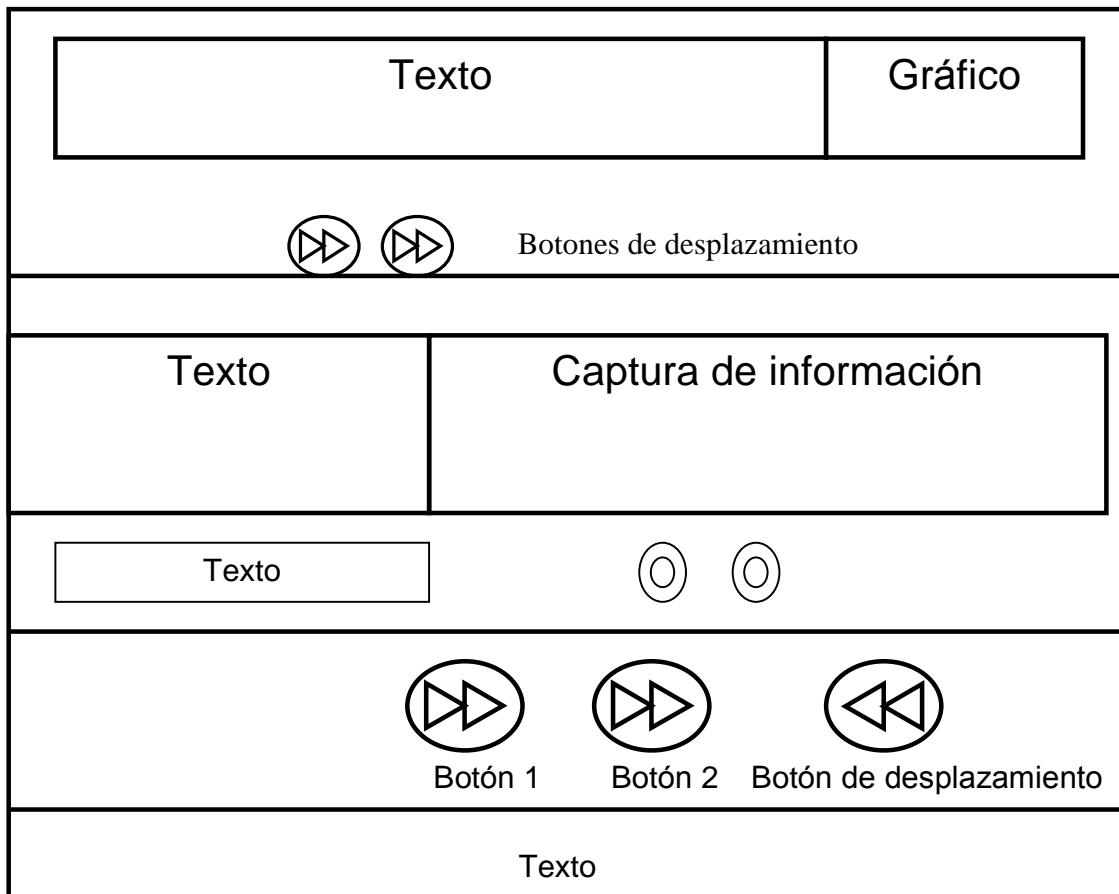 Texto
Gráfico
Botones de desplazamiento
Texto
Captura de información
Texto
Botón 1
Botón 2
Botón de desplazamiento
Texto